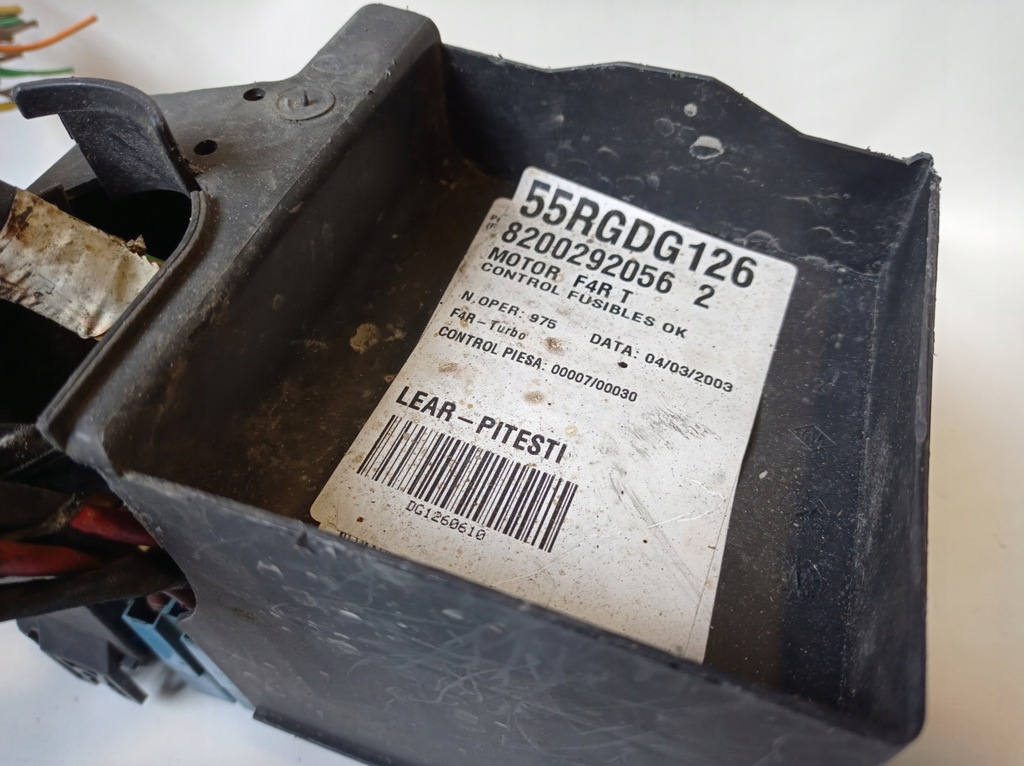 55RGDG126
8200292056 2
MOTOR F4R T
CONTROL FUSIBLES OK
N.OPER: 975 DATA: 04/03/2003
F4R-Turbo
CONTROL PIESA: 00007/00030
LEAR-PITESTI
DG1260610